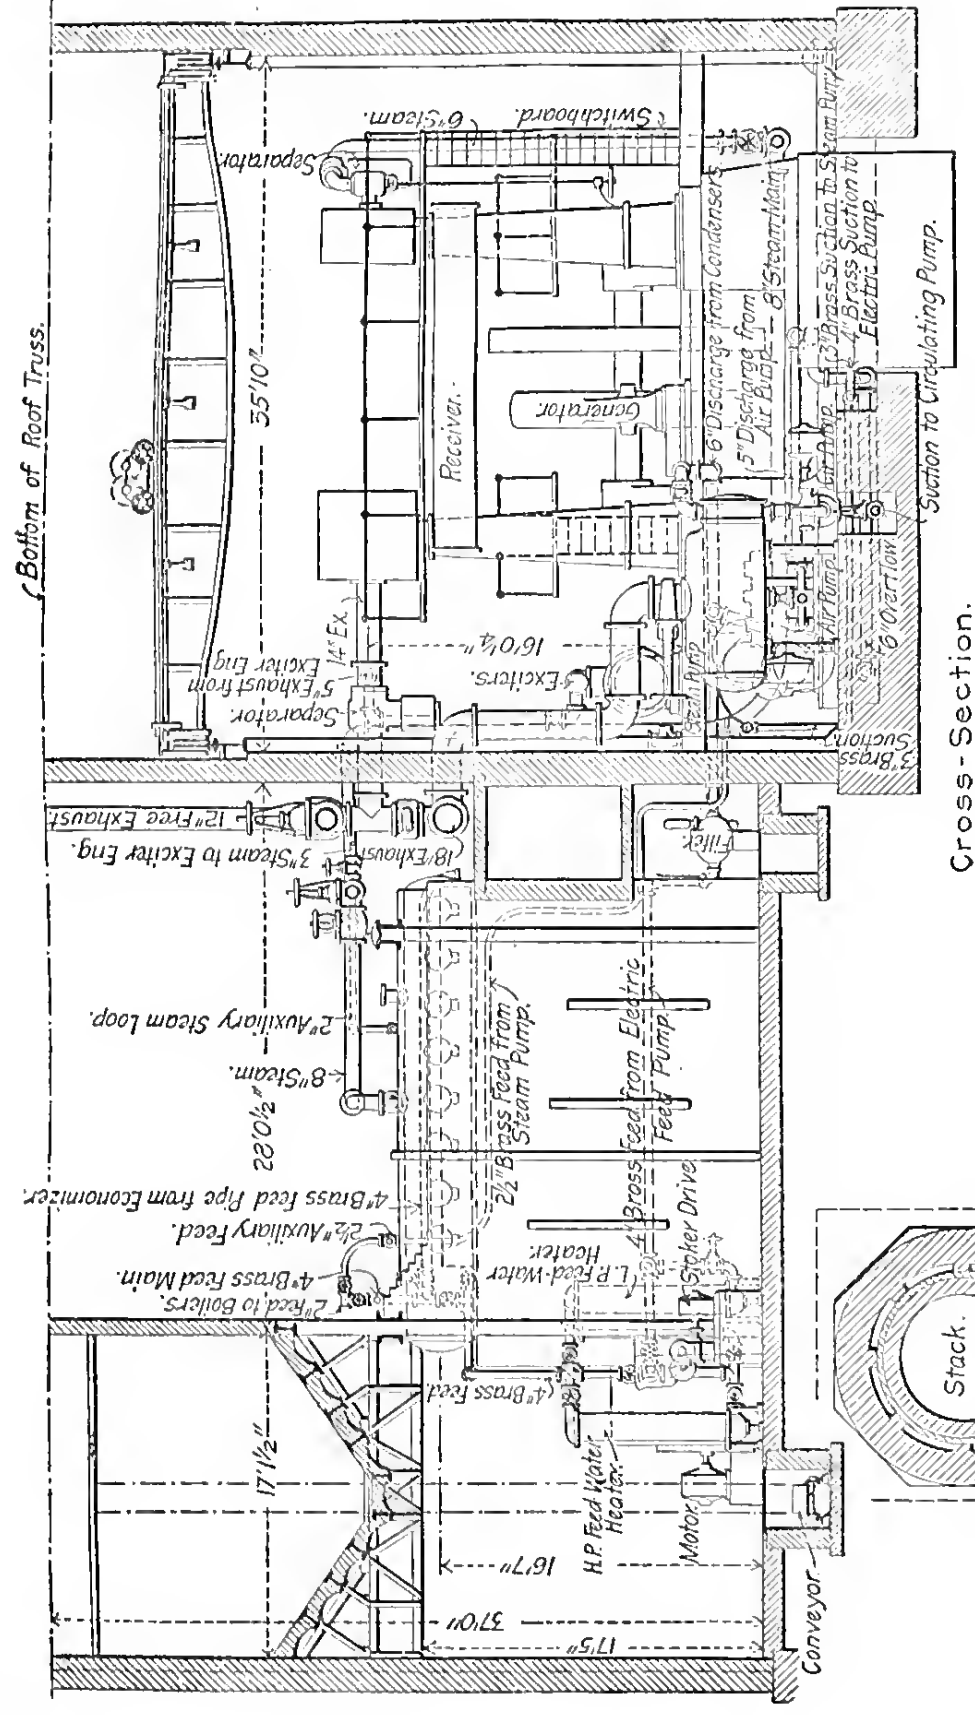 Bottom of Roof Truss.
35'10"
Separator.
6" Steam.
Switchboard.
Receiver.
Generator.
6" Discharge from Condensers
5" Discharge from
Air Pump
8" Steam Main
3" Brass Suction to Steam Pump
4" Brass Suction to
Electric Pump.
Suction to Circulating Pump.
Air Pump.
Air Pump.
6" Overflow.
3" Brass
Suction
14" Ex.
5" Exhaust from
Exciter Eng
Separator.
16'0¼"
Exciters.
Steam Pump
12" Free Exhaust
3" Steam to Exciter Eng.
18" Exhaust
Filter
2" Auxiliary Steam Loop.
8" Steam.
28'0½"
2½" Brass Feed from
Steam Pump.
4" Brass Feed from Electric
Feed Pump.
4" Brass Feed Pipe from Economizer.
2½" Auxiliary Feed.
4" Brass Feed Main.
2" Feed to Boilers.
L.P. Feed-Water
Heater.
Stoker Drive
4" Brass Feed
17'1½"
H.P. Feed Water
Heater.
Motor
16'7"
37'0"
17'5"
Conveyor.
Stack.
Cross-Section.